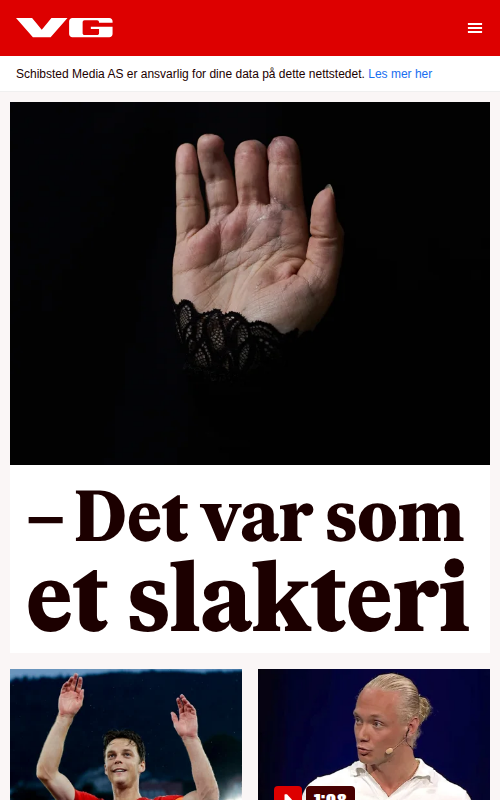 VG
Schibsted Media AS er ansvarlig for dine data på dette nettstedet. Les mer her
– Det var som
et slakteri
1:08